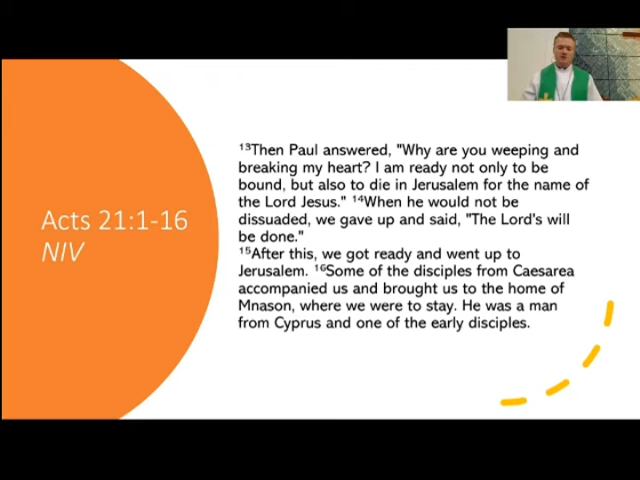 Acts 21:1-16
NIV
¹³Then Paul answered, "Why are you weeping and
breaking my heart? I am ready not only to be
bound, but also to die in Jerusalem for the name of
the Lord Jesus." ¹⁴When he would not be
dissuaded, we gave up and said, "The Lord's will
be done."
¹⁵After this, we got ready and went up to
Jerusalem. ¹⁶Some of the disciples from Caesarea
accompanied us and brought us to the home of
Mnason, where we were to stay. He was a man
from Cyprus and one of the early disciples.